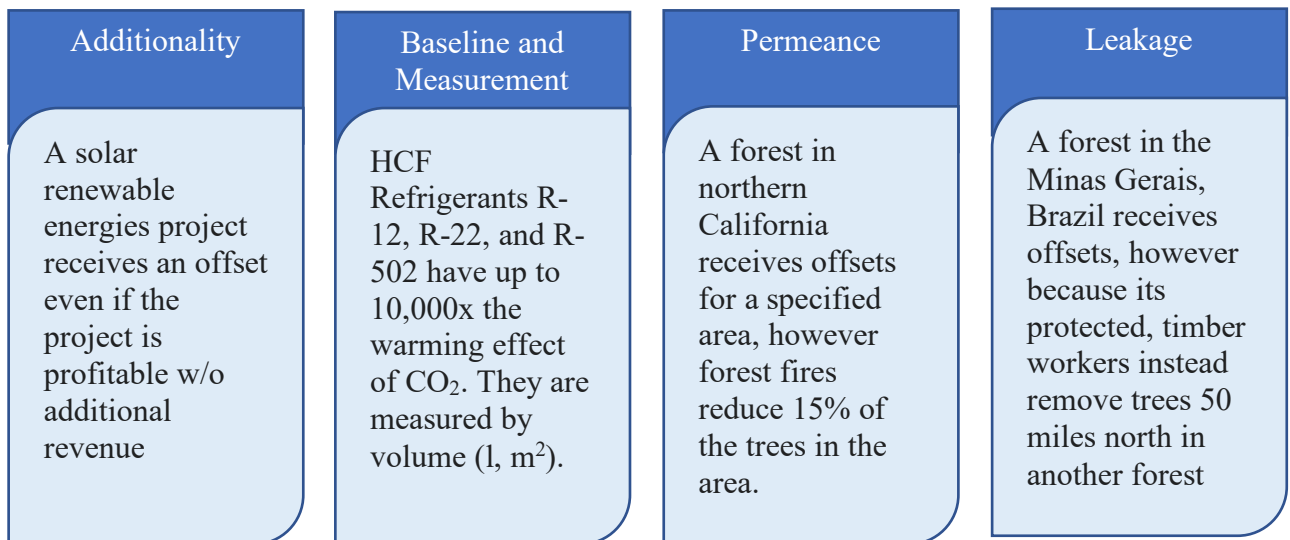 Additionality
A solar
renewable
energies project
receives an offset
even if the
project is
profitable w/o
additional
revenue
Baseline and
Measurement
HCF
Refrigerants R-
12, R-22, and R-
502 have up to
10,000x the
warming effect
of CO₂. They are
measured by
volume (l, m²).
Permeance
A forest in
northern
California
receives offsets
for a specified
area, however
forest fires
reduce 15% of
the trees in the
area.
Leakage
A forest in the
Minas Gerais,
Brazil receives
offsets, however
because its
protected, timber
workers instead
remove trees 50
miles north in
another forest